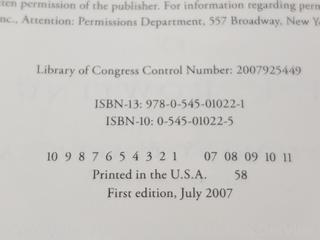 ten permission of the publisher. For information regarding perm
nc., Attention: Permissions Department, 557 Broadway, New Yo
Library of Congress Control Number: 2007925449
ISBN-13: 978-0-545-01022-1
ISBN-10: 0-545-01022-5
10 9 8 7 6 5 4 3 2 1 07 08 09 10 11
Printed in the U.S.A. 58
First edition, July 2007